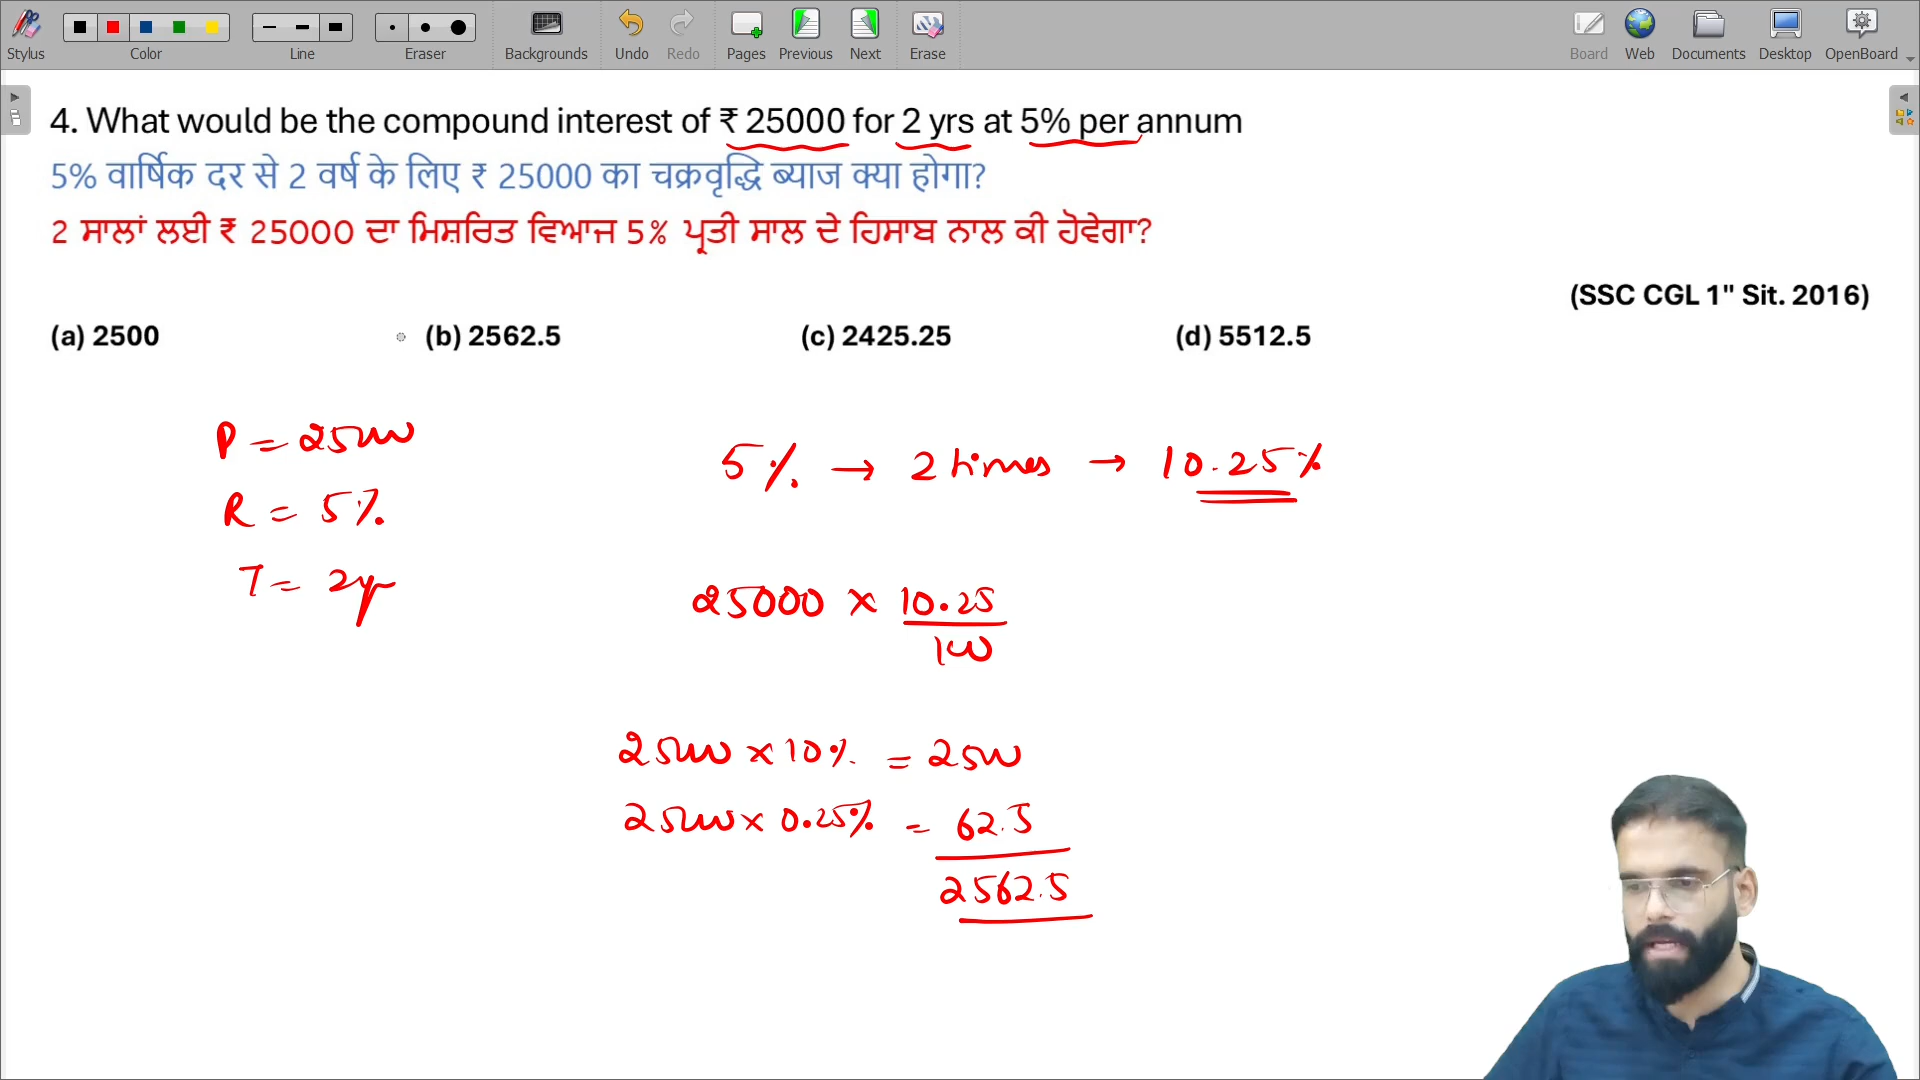 Stylus Color Line Eraser Backgrounds Undo Redo Pages Previous Next Erase Board Web Documents Desktop OpenBoard
4. What would be the compound interest of ₹ 25000 for 2 yrs at 5% per annum
5% वार्षिक दर से 2 वर्ष के लिए ₹ 25000 का चक्रवृद्धि ब्याज क्या होगा?
2 ਸਾਲਾਂ ਲਈ ₹ 25000 ਦਾ ਮਿਸ਼ਰਿਤ ਵਿਆਜ 5% ਪ੍ਰਤੀ ਸਾਲ ਦੇ ਹਿਸਾਬ ਨਾਲ ਕੀ ਹੋਵੇਗਾ?
(SSC CGL 1" Sit. 2016)
(a) 2500 (b) 2562.5 (c) 2425.25 (d) 5512.5
P = 25000
R = 5%
T = 2yr
5% → 2 times → 10.25%
25000 × 10.25
100
25000 × 10% = 2500
25000 × 0.25% = 62.5
2562.5